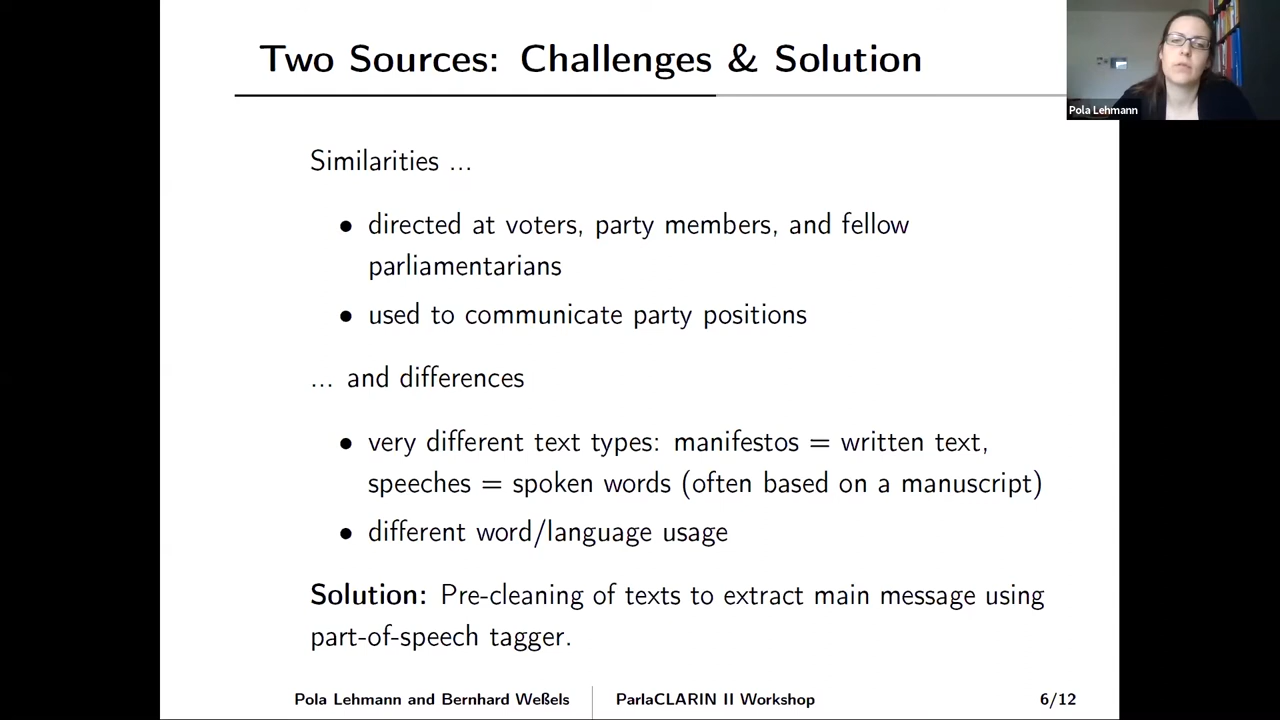 Two Sources: Challenges & Solution
Pola Lehmann
Similarities ...
• directed at voters, party members, and fellow
parliamentarians
• used to communicate party positions
... and differences
• very different text types: manifestos = written text,
speeches = spoken words (often based on a manuscript)
• different word/language usage
Solution: Pre-cleaning of texts to extract main message using
part-of-speech tagger.
Pola Lehmann and Bernhard Weßels ParlaCLARIN II Workshop 6/12